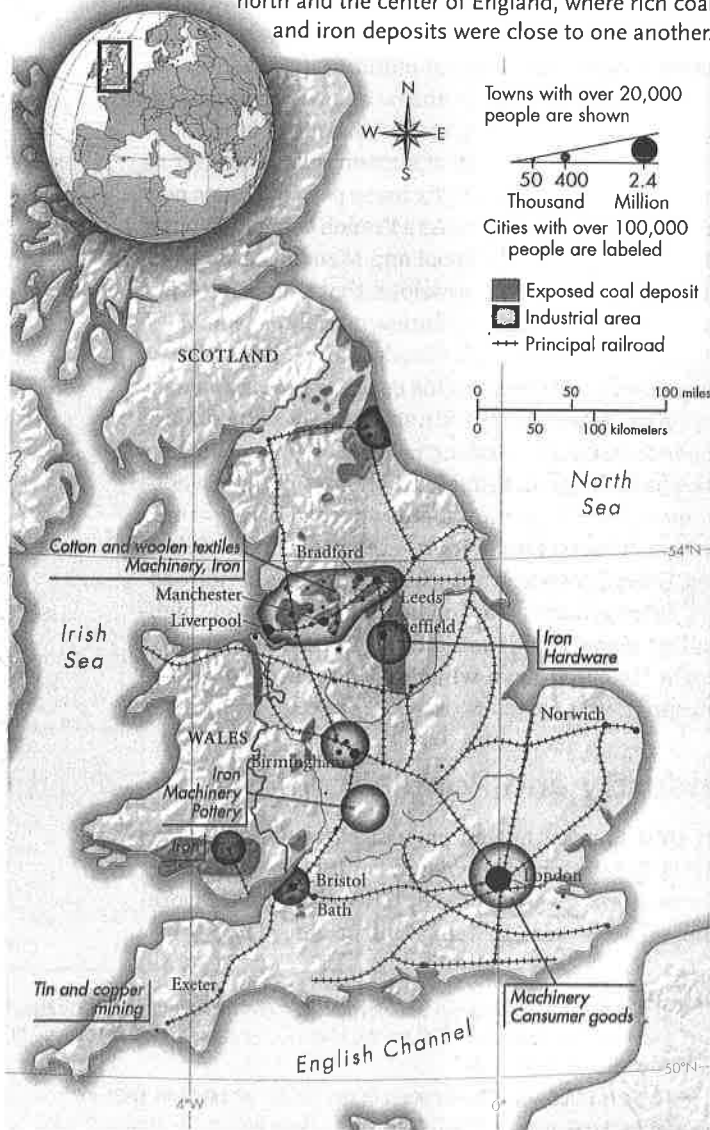 north and the center of England, where rich coal
and iron deposits were close to one another.
N
W E
S
Towns with over 20,000
people are shown
50 400 2.4
Thousand Million
Cities with over 100,000
people are labeled
Exposed coal deposit
Industrial area
Principal railroad
0 50 100 miles
0 50 100 kilometers
SCOTLAND
North
Sea
Cotton and woolen textiles
Machinery, Iron
Bradford
54°N
Manchester
Leeds
Liverpool
Sheffield
Irish
Sea
Iron
Hardware
Norwich
WALES
Birmingham
Iron
Machinery
Pottery
Iron
Bristol
London
Bath
Exeter
Tin and copper
mining
Machinery
Consumer goods
English Channel
50°N
4°W
0°